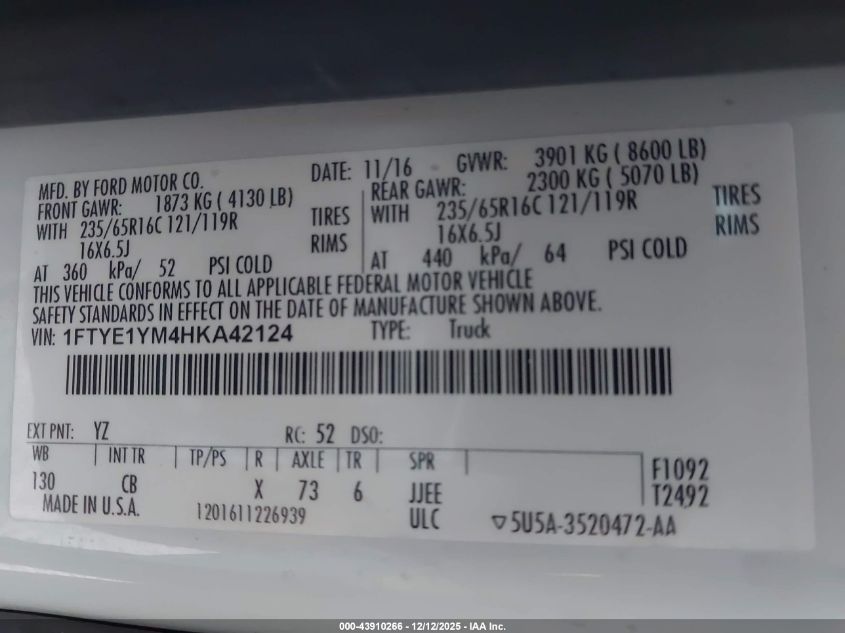 MFD. BY FORD MOTOR CO. DATE: 11/16 GVWR: 3901 KG ( 8600 LB)
FRONT GAWR: 1873 KG ( 4130 LB) REAR GAWR: 2300 KG ( 5070 LB)
WITH 235/65R16C 121/119R TIRES WITH 235/65R16C 121/119R TIRES
16X6.5J RIMS 16X6.5J RIMS
AT 360 kPa/ 52 PSI COLD AT 440 kPa/ 64 PSI COLD
THIS VEHICLE CONFORMS TO ALL APPLICABLE FEDERAL MOTOR VEHICLE
SAFETY STANDARDS IN EFFECT ON THE DATE OF MANUFACTURE SHOWN ABOVE.
VIN: 1FTYE1YM4HKA42124 TYPE: Truck
EXT PNT: YZ RC: 52 DSO:
WB INT TR TP/PS R AXLE TR SPR F1092
130 CB X 73 6 JJEE T2492
MADE IN U.S.A. 1201611226939 ULC ▽5U5A-3520472-AA
000-43910266 - 12/12/2025 - IAA Inc.